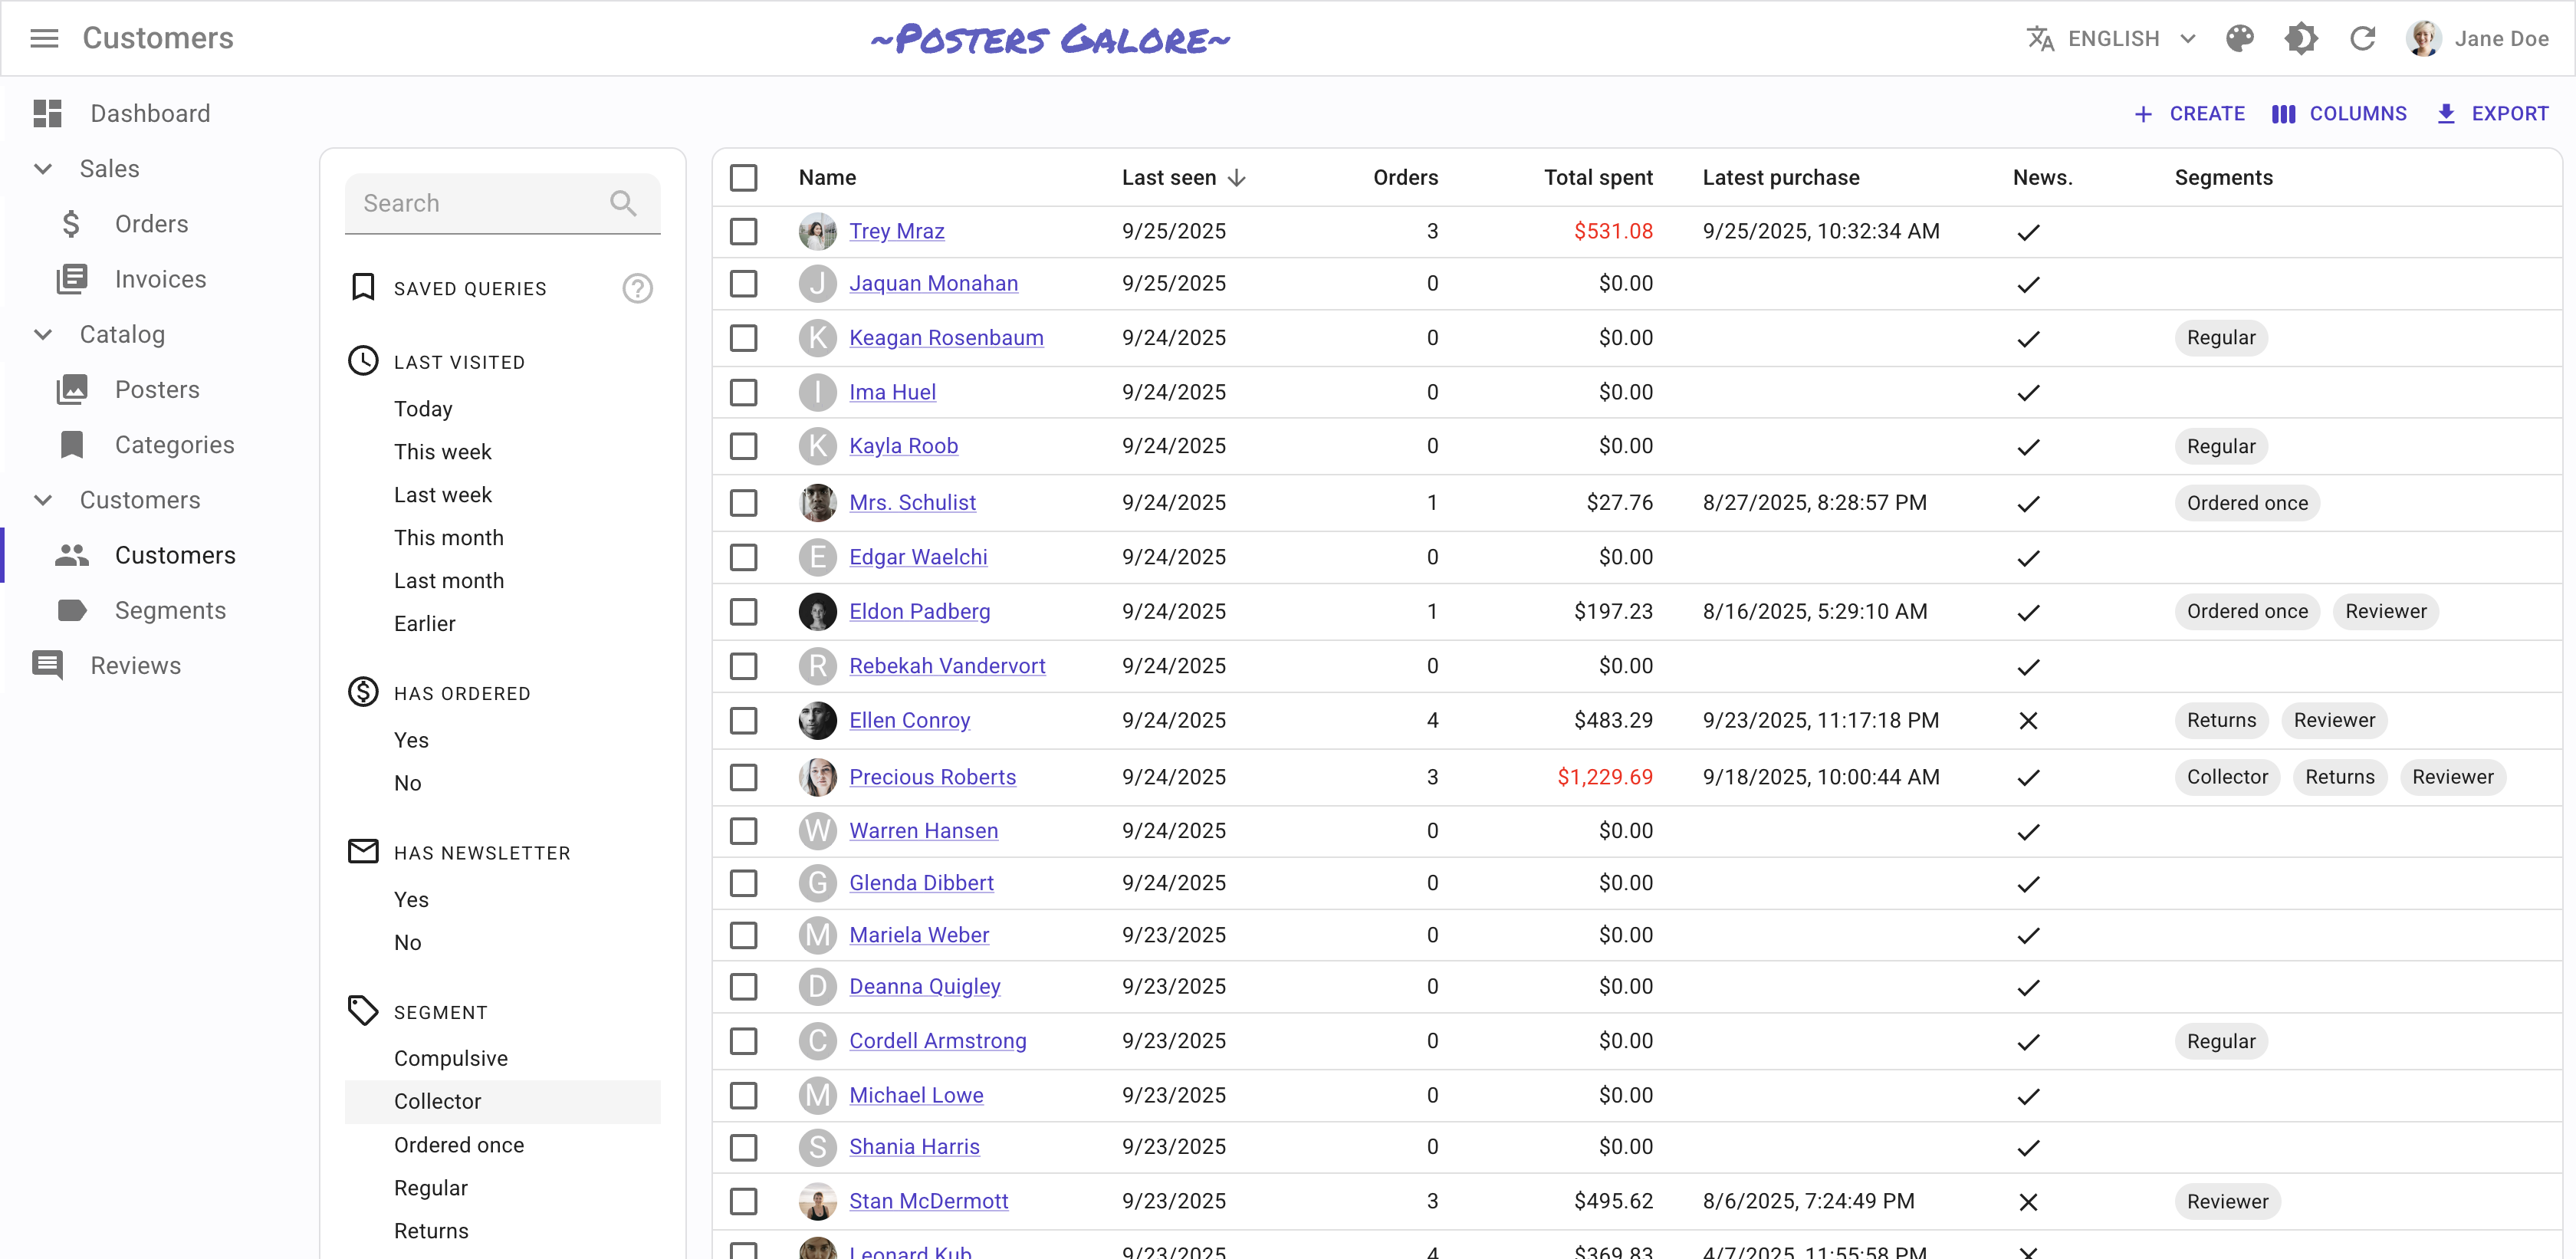 Customers
~Posters Galore~
ENGLISH
Jane Doe
Dashboard
Sales
Orders
Invoices
Catalog
Posters
Categories
Customers
Customers
Segments
Reviews
CREATE
COLUMNS
EXPORT
Search
SAVED QUERIES
LAST VISITED
Today
This week
Last week
This month
Last month
Earlier
HAS ORDERED
Yes
No
HAS NEWSLETTER
Yes
No
SEGMENT
Compulsive
Collector
Ordered once
Regular
Returns
Name Last seen Orders Total spent Latest purchase News. Segments
Trey Mraz 9/25/2025 3 $531.08 9/25/2025, 10:32:34 AM
J Jaquan Monahan 9/25/2025 0 $0.00
K Keagan Rosenbaum 9/24/2025 0 $0.00 Regular
I Ima Huel 9/24/2025 0 $0.00
K Kayla Roob 9/24/2025 0 $0.00 Regular
Mrs. Schulist 9/24/2025 1 $27.76 8/27/2025, 8:28:57 PM Ordered once
E Edgar Waelchi 9/24/2025 0 $0.00
Eldon Padberg 9/24/2025 1 $197.23 8/16/2025, 5:29:10 AM Ordered once Reviewer
R Rebekah Vandervort 9/24/2025 0 $0.00
Ellen Conroy 9/24/2025 4 $483.29 9/23/2025, 11:17:18 PM Returns Reviewer
Precious Roberts 9/24/2025 3 $1,229.69 9/18/2025, 10:00:44 AM Collector Returns Reviewer
W Warren Hansen 9/24/2025 0 $0.00
G Glenda Dibbert 9/24/2025 0 $0.00
M Mariela Weber 9/23/2025 0 $0.00
D Deanna Quigley 9/23/2025 0 $0.00
C Cordell Armstrong 9/23/2025 0 $0.00 Regular
M Michael Lowe 9/23/2025 0 $0.00
S Shania Harris 9/23/2025 0 $0.00
Stan McDermott 9/23/2025 3 $495.62 8/6/2025, 7:24:49 PM Reviewer
Leonard Kub 9/23/2025 4 $369.83 4/7/2025, 11:55:58 PM